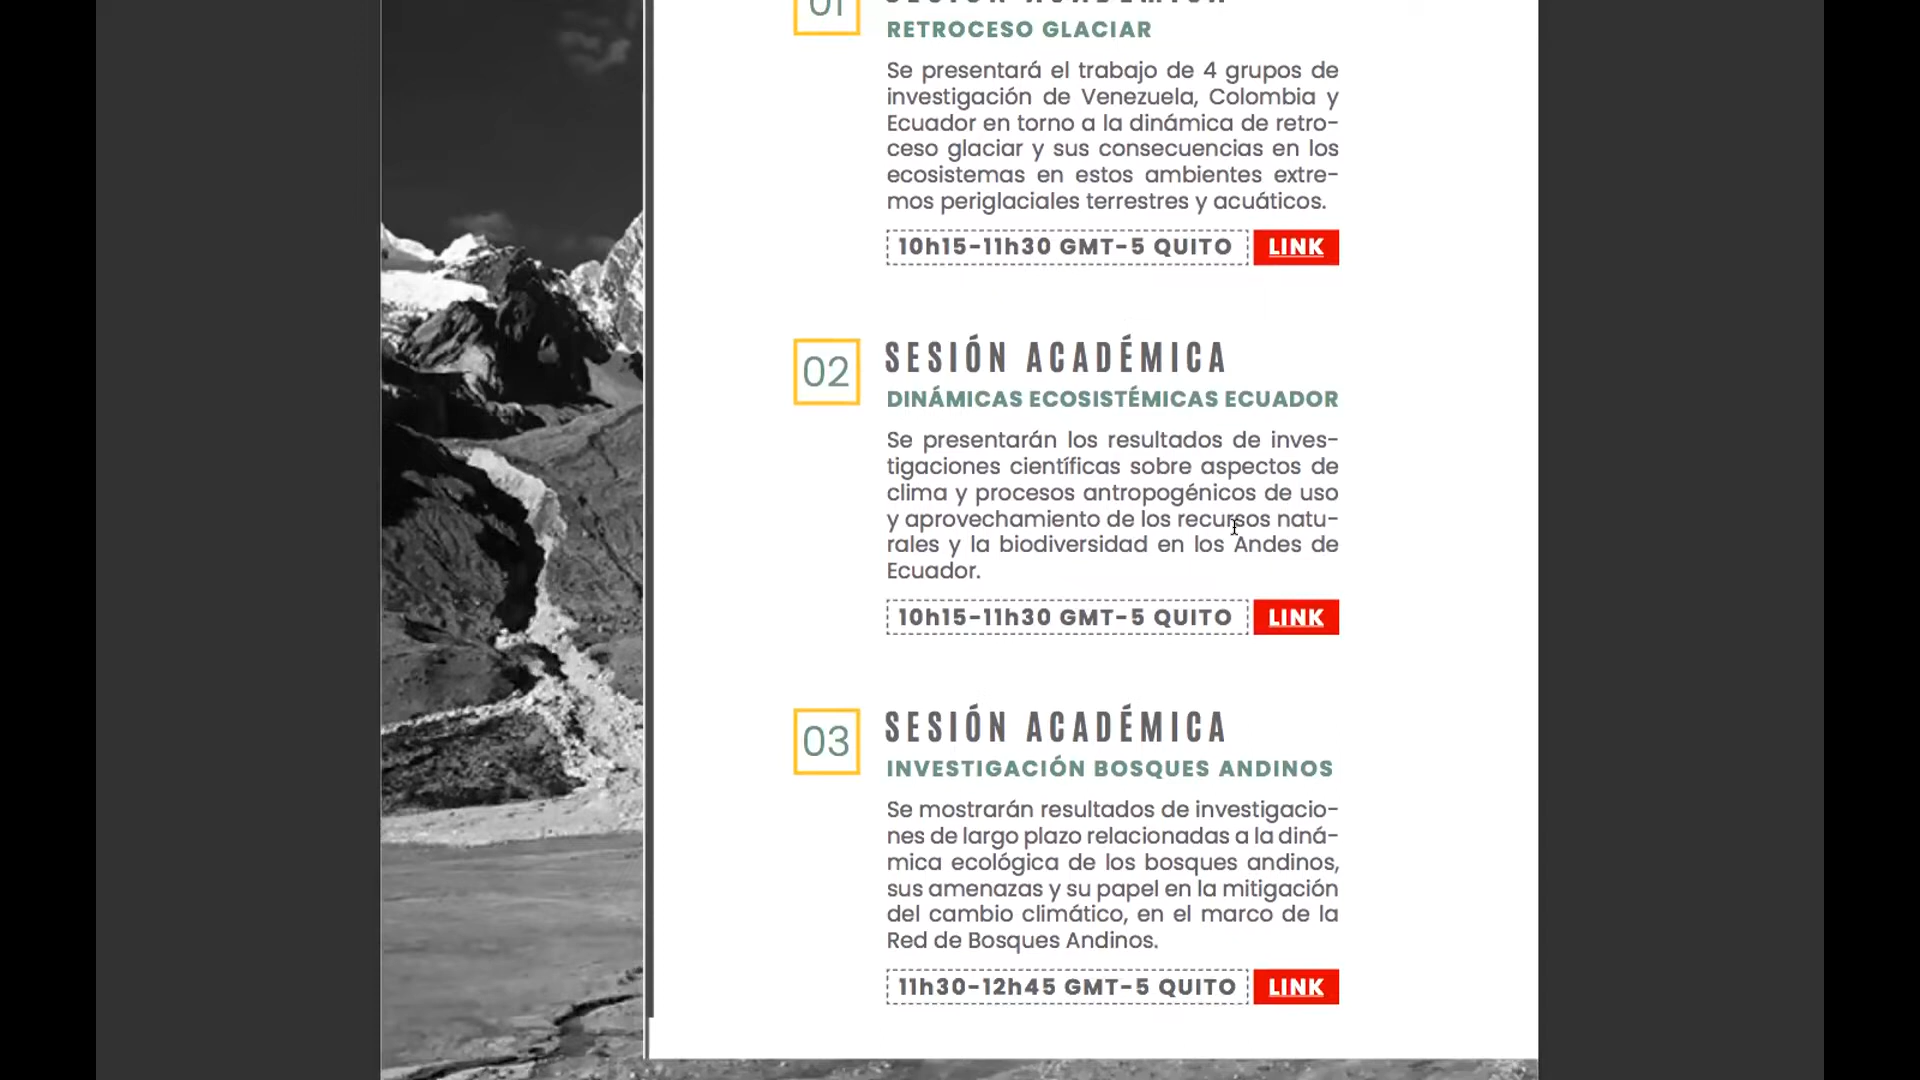 01
SESIÓN ACADÉMICA
RETROCESO GLACIAR
Se presentará el trabajo de 4 grupos de
investigación de Venezuela, Colombia y
Ecuador en torno a la dinámica de retro-
ceso glaciar y sus consecuencias en los
ecosistemas en estos ambientes extre-
mos periglaciales terrestres y acuáticos.
10h15-11h30 GMT-5 QUITO LINK
02
SESIÓN ACADÉMICA
DINÁMICAS ECOSISTÉMICAS ECUADOR
Se presentarán los resultados de inves-
tigaciones científicas sobre aspectos de
clima y procesos antropogénicos de uso
y aprovechamiento de los recursos natu-
rales y la biodiversidad en los Andes de
Ecuador.
10h15-11h30 GMT-5 QUITO LINK
03
SESIÓN ACADÉMICA
INVESTIGACIÓN BOSQUES ANDINOS
Se mostrarán resultados de investigacio-
nes de largo plazo relacionadas a la diná-
mica ecológica de los bosques andinos,
sus amenazas y su papel en la mitigación
del cambio climático, en el marco de la
Red de Bosques Andinos.
11h30-12h45 GMT-5 QUITO LINK